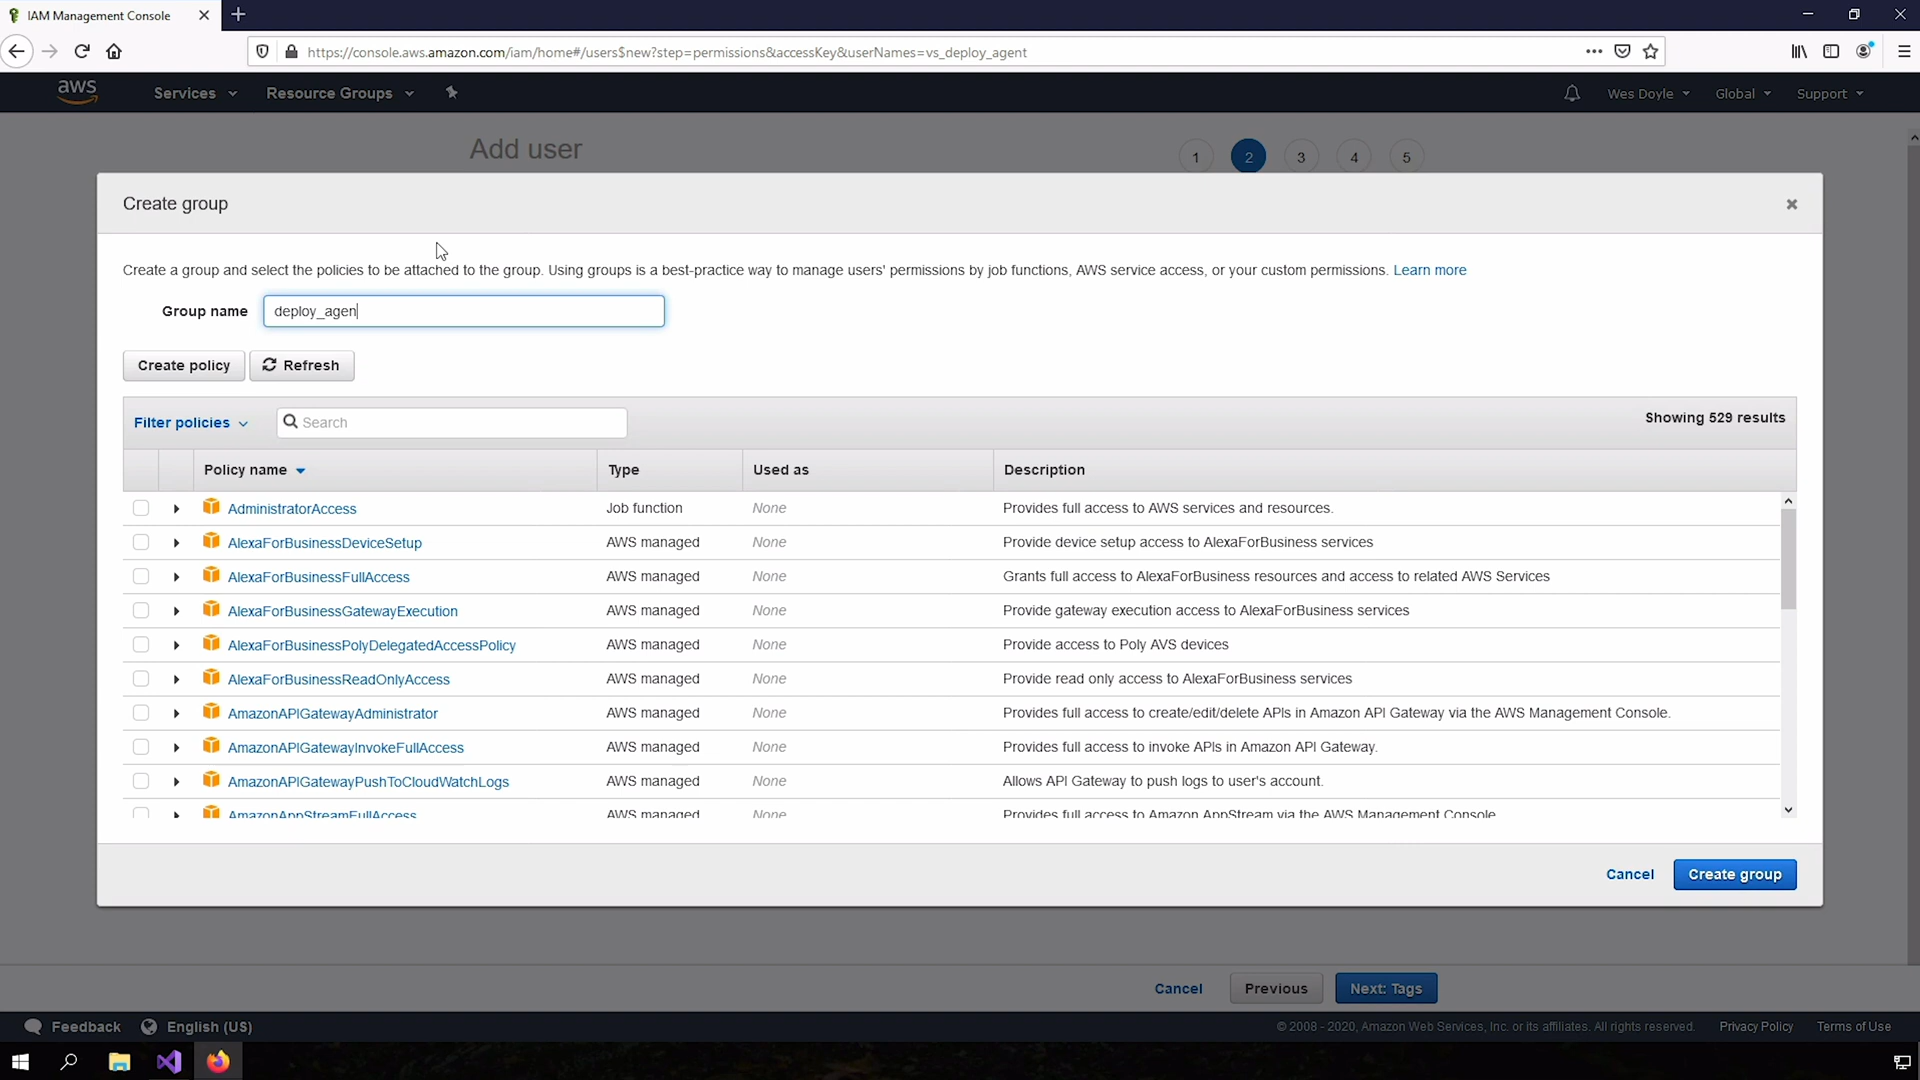 IAM Management Console
https://console.aws.amazon.com/iam/home#/users$new?step=permissions&accessKey&userNames=vs_deploy_agent
aws Services Resource Groups Wes Doyle Global Support
Add user 1 2 3 4 5
Create group
Create a group and select the policies to be attached to the group. Using groups is a best-practice way to manage users' permissions by job functions, AWS service access, or your custom permissions. Learn more
Group name deploy_agen
Create policy Refresh
Filter policies Search Showing 529 results
Policy name Type Used as Description
AdministratorAccess Job function None Provides full access to AWS services and resources.
AlexaForBusinessDeviceSetup AWS managed None Provide device setup access to AlexaForBusiness services
AlexaForBusinessFullAccess AWS managed None Grants full access to AlexaForBusiness resources and access to related AWS Services
AlexaForBusinessGatewayExecution AWS managed None Provide gateway execution access to AlexaForBusiness services
AlexaForBusinessPolyDelegatedAccessPolicy AWS managed None Provide access to Poly AVS devices
AlexaForBusinessReadOnlyAccess AWS managed None Provide read only access to AlexaForBusiness services
AmazonAPIGatewayAdministrator AWS managed None Provides full access to create/edit/delete APIs in Amazon API Gateway via the AWS Management Console.
AmazonAPIGatewayInvokeFullAccess AWS managed None Provides full access to invoke APIs in Amazon API Gateway.
AmazonAPIGatewayPushToCloudWatchLogs AWS managed None Allows API Gateway to push logs to user's account.
AmazonAppStreamFullAccess AWS managed None Provides full access to Amazon AppStream via the AWS Management Console
Cancel Create group
Cancel Previous Next: Tags
Feedback English (US) © 2008 - 2020, Amazon Web Services, Inc. or its affiliates. All rights reserved. Privacy Policy Terms of Use